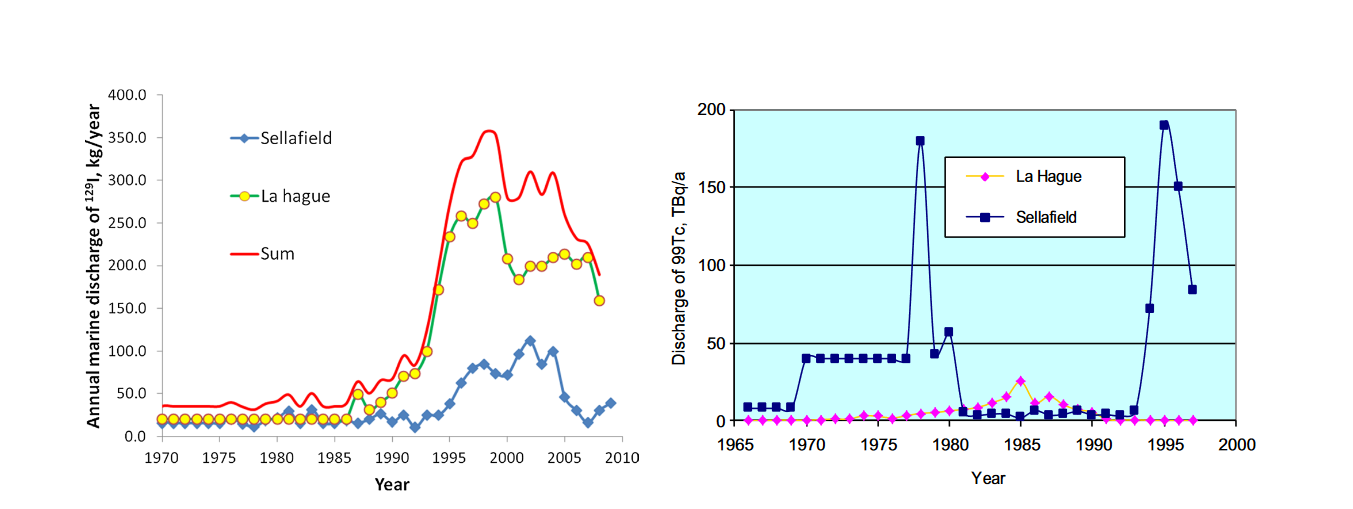 Annual marine discharge of 129I, kg/year
400.0
350.0
300.0
250.0
200.0
150.0
100.0
50.0
0.0
Sellafield
La hague
Sum
1970 1975 1980 1985 1990 1995 2000 2005 2010
Year
Discharge of 99Tc, TBq/a
200
150
100
50
0
La Hague
Sellafield
1965 1970 1975 1980 1985 1990 1995 2000
Year